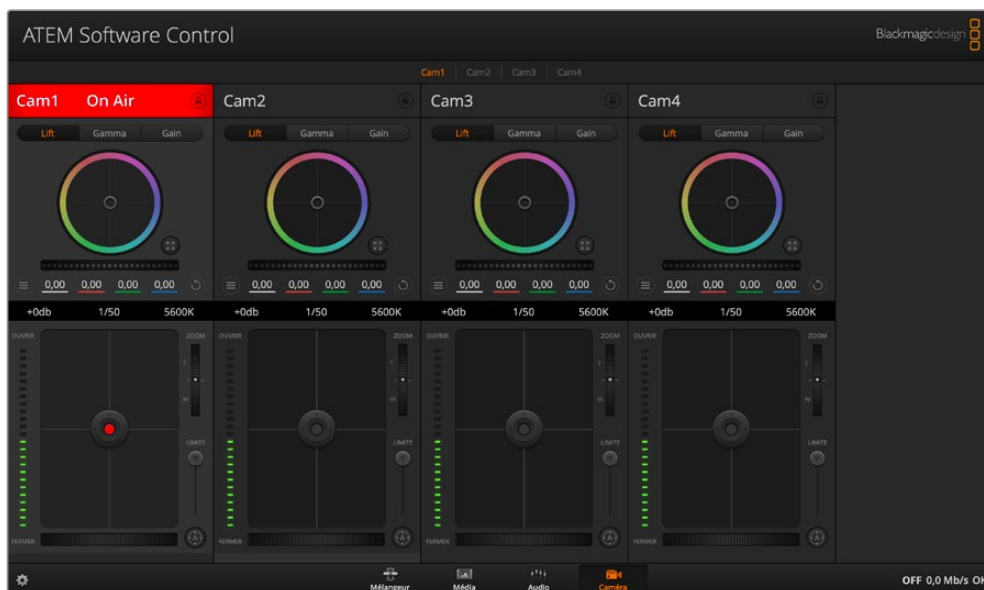 ATEM Software Control
Blackmagicdesign
Cam1 Cam2 Cam3 Cam4
Cam1 On Air Cam2 Cam3 Cam4
Lift Gamma Gain Lift Gamma Gain Lift Gamma Gain Lift Gamma Gain
0,00 0,00 0,00 0,00 0,00 0,00 0,00 0,00 0,00 0,00 0,00 0,00 0,00 0,00 0,00 0,00
+0db 1/50 5600K +0db 1/50 5600K +0db 1/50 5600K +0db 1/50 5600K
OUVRIR ZOOM OUVRIR ZOOM OUVRIR ZOOM OUVRIR ZOOM
T T T T
W W W W
LIMITE LIMITE LIMITE LIMITE
FERMER A FERMER A FERMER A FERMER A
Mélangeur Média Audio Caméra
OFF 0,0 Mb/s OK